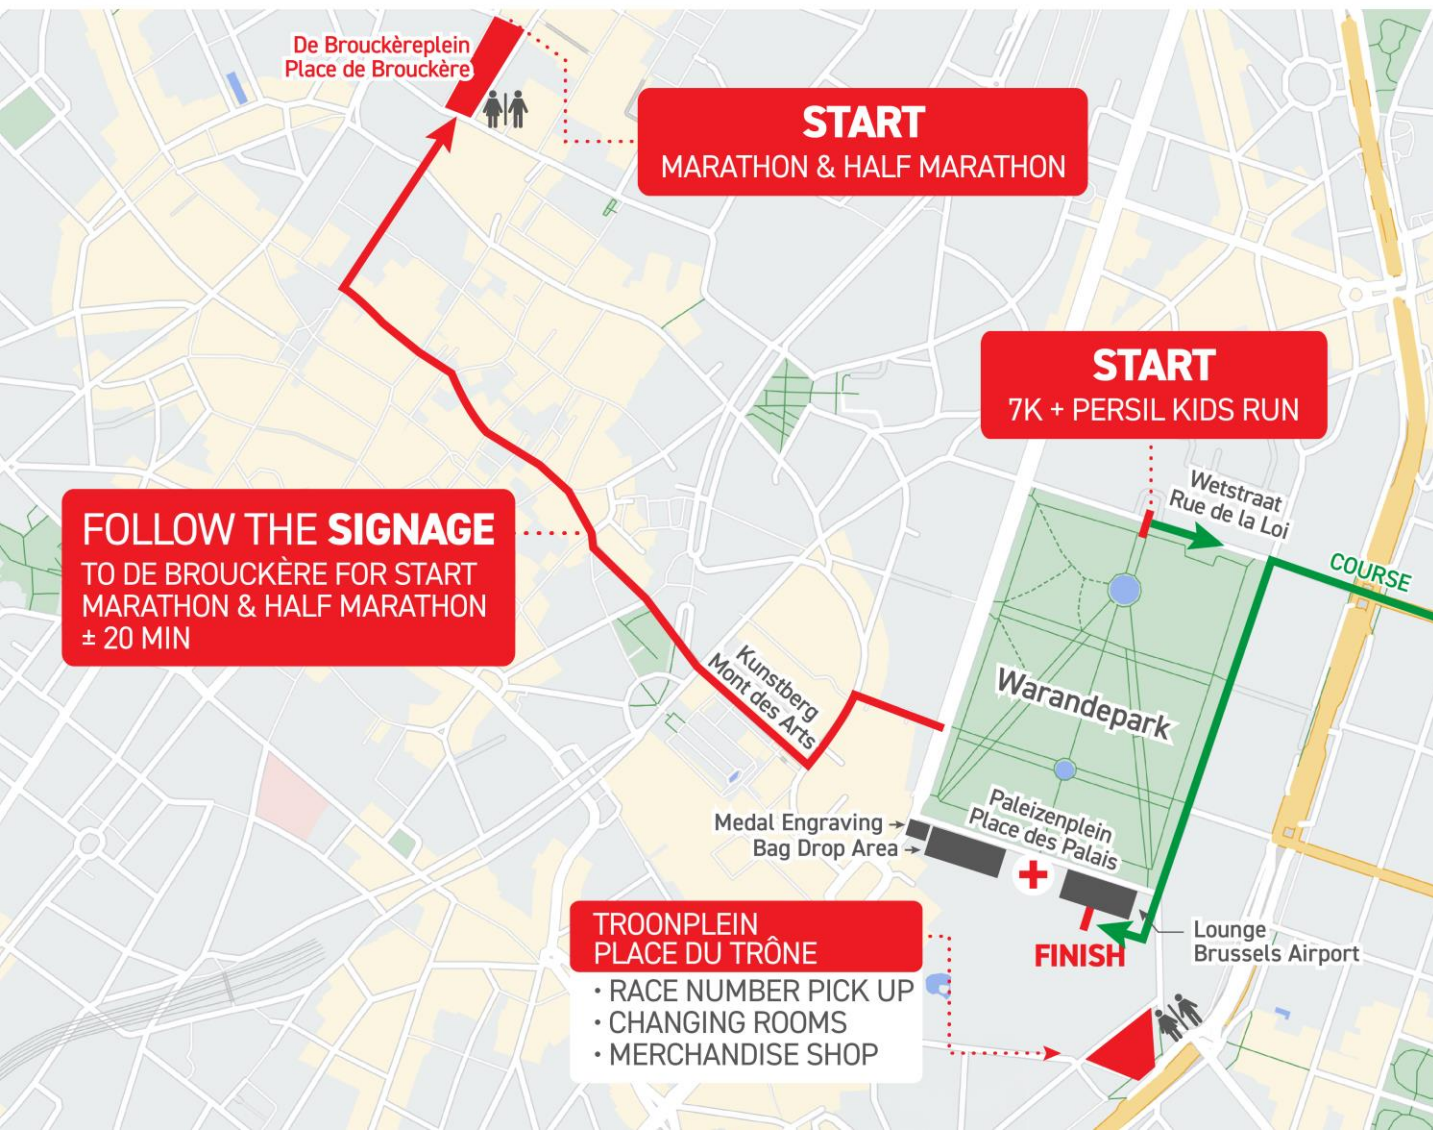 De Brouckèreplein
Place de Brouckère
START
MARATHON & HALF MARATHON
START
7K + PERSIL KIDS RUN
Wetstraat
Rue de la Loi
COURSE
FOLLOW THE SIGNAGE
TO DE BROUCKÈRE FOR START
MARATHON & HALF MARATHON
± 20 MIN
Kunstberg
Mont des Arts
Warandepark
Paleizenplein
Place des Palais
Medal Engraving
Bag Drop Area
FINISH
Lounge
Brussels Airport
TROONPLEIN
PLACE DU TRÔNE
· RACE NUMBER PICK UP
· CHANGING ROOMS
· MERCHANDISE SHOP